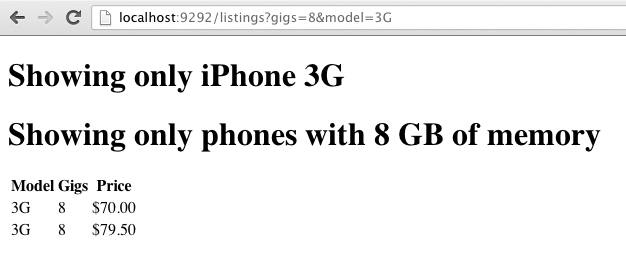 localhost:9292/listings?gigs=8&model=3G
Showing only iPhone 3G
Showing only phones with 8 GB of memory
Model Gigs Price
3G 8 $70.00
3G 8 $79.50